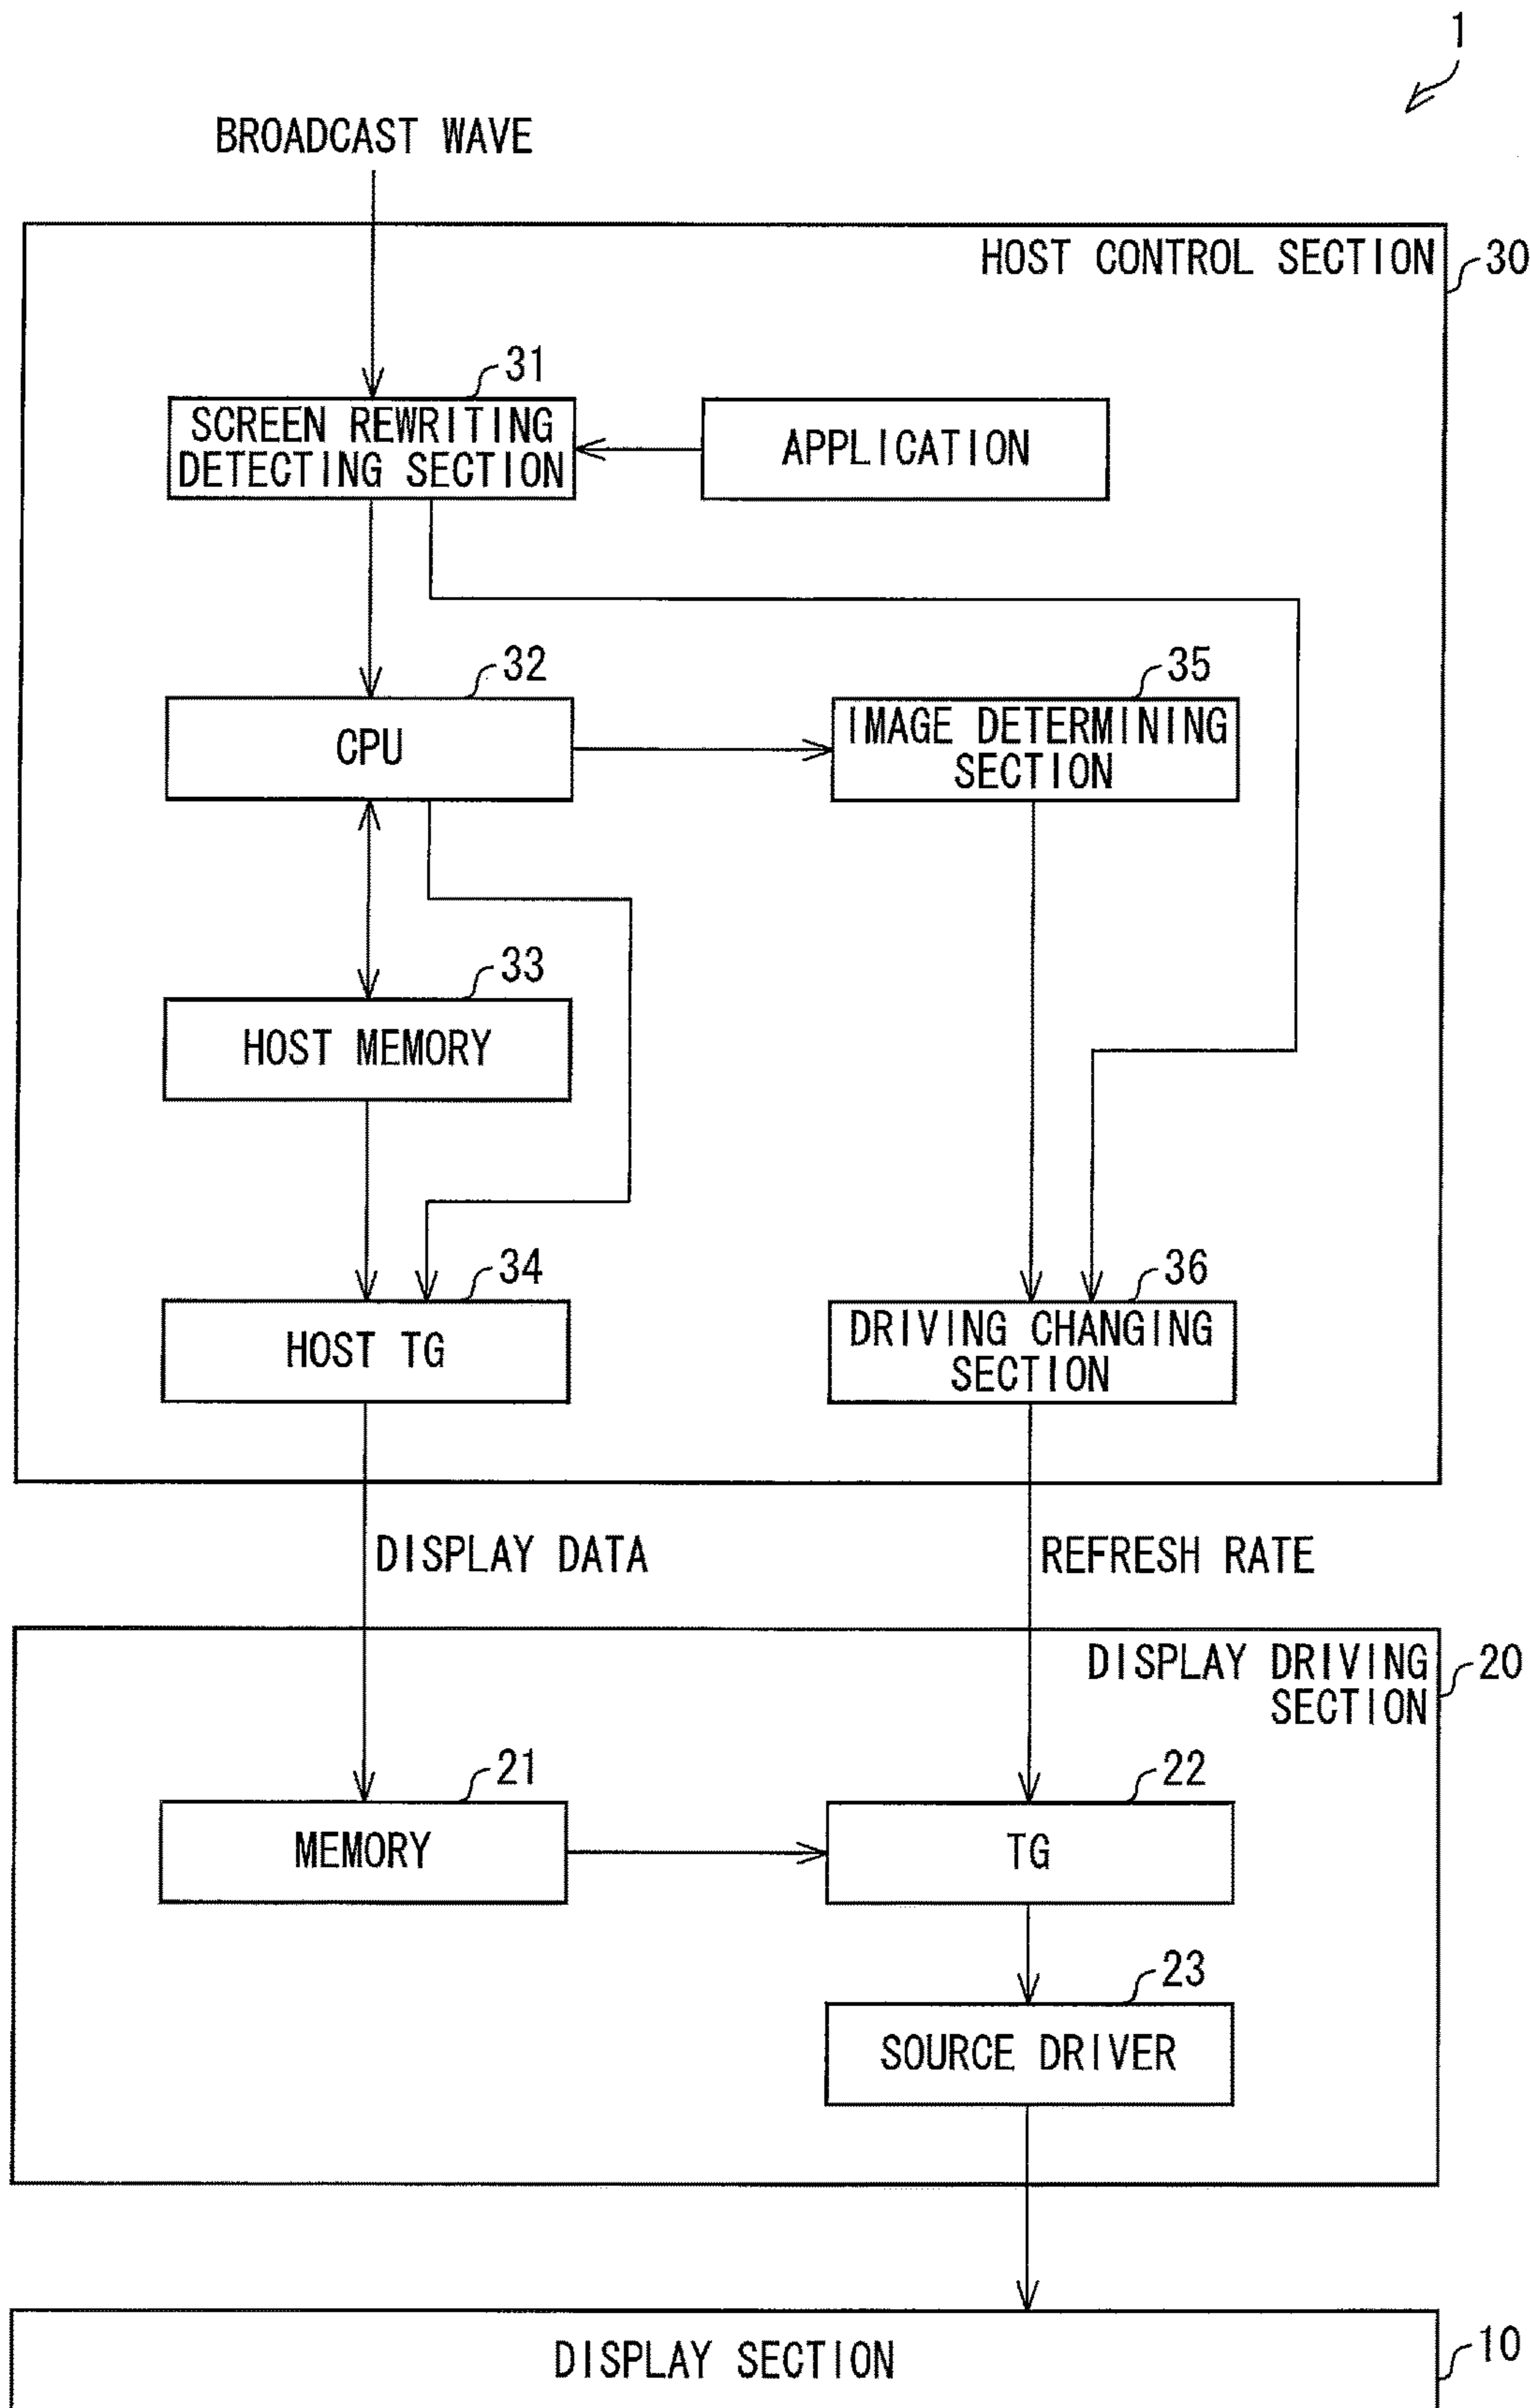 1
BROADCAST WAVE
HOST CONTROL SECTION
30
31
SCREEN REWRITING
DETECTING SECTION
APPLICATION
32
CPU
35
IMAGE DETERMINING
SECTION
33
HOST MEMORY
34
HOST TG
36
DRIVING CHANGING
SECTION
DISPLAY DATA
REFRESH RATE
DISPLAY DRIVING
SECTION
20
21
MEMORY
22
TG
23
SOURCE DRIVER
DISPLAY SECTION
10